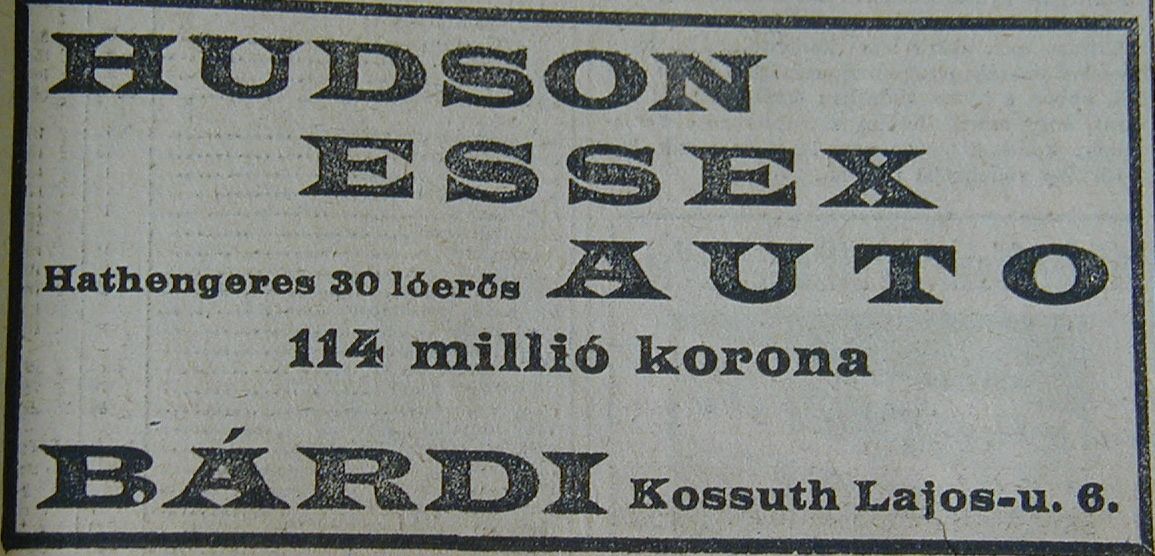 HUDSON
ESSEX
Hathengeres 30 lóerős AUTO
114 millió korona
BÁRDI Kossuth Lajos-u. 6.